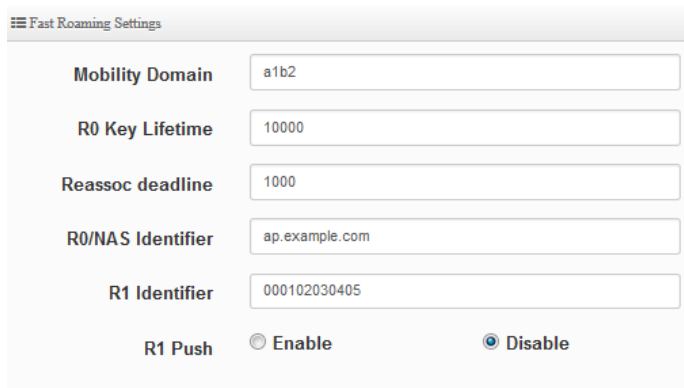 Fast Roaming Settings
Mobility Domain a1b2
R0 Key Lifetime 10000
Reassoc deadline 1000
R0/NAS Identifier ap.example.com
R1 Identifier 000102030405
R1 Push Enable Disable